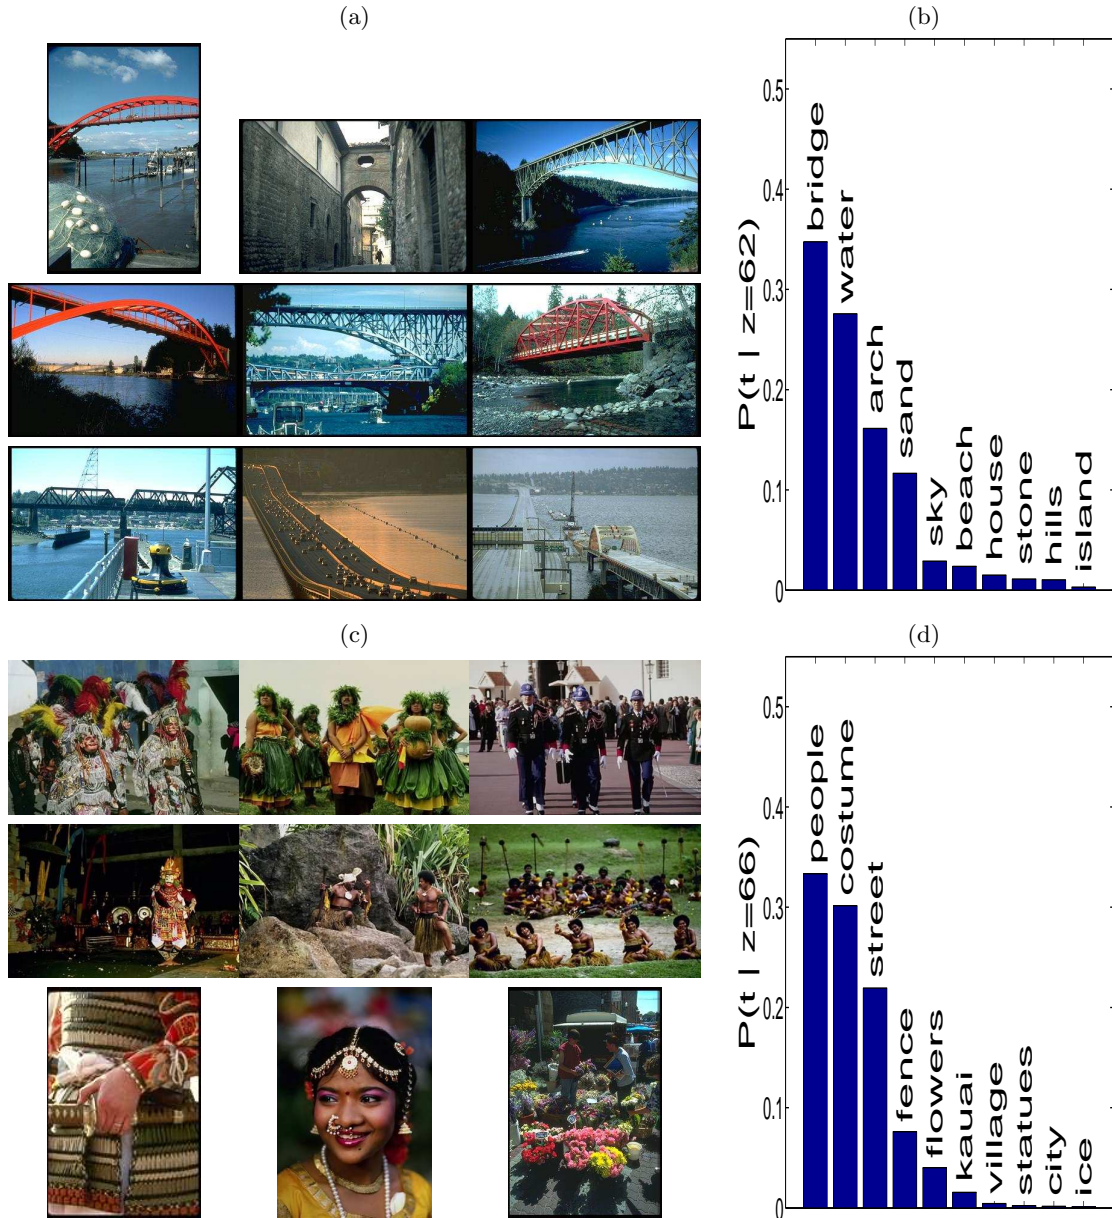 (a)
(b)
P(t | z=62)
0.5
0.4
0.3
0.2
0.1
0
bridge
water
arch
sand
sky
beach
house
stone
hills
island
(c)
(d)
P(t | z=66)
0.5
0.4
0.3
0.2
0.1
0
people
costume
street
fence
flowers
kauai
village
statues
city
ice